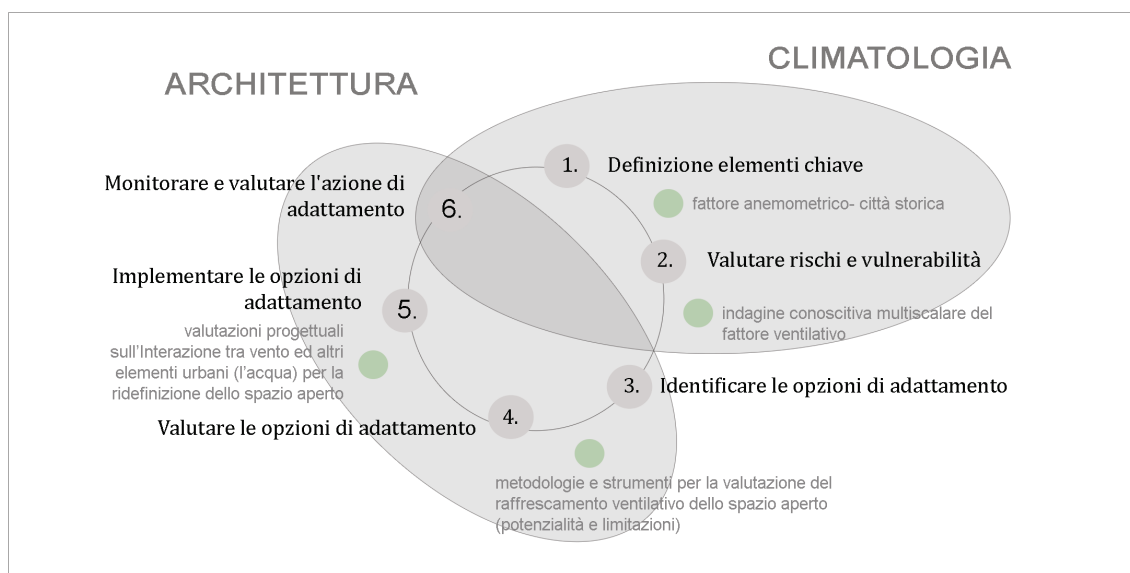 ARCHITETTURA
CLIMATOLOGIA
1.
Definizione elementi chiave
fattore anemometrico- città storica
2.
Valutare rischi e vulnerabilità
indagine conoscitiva multiscalare del
fattore ventilativo
3.
Identificare le opzioni di adattamento
4.
Valutare le opzioni di adattamento
metodologie e strumenti per la valutazione del
raffrescamento ventilativo dello spazio aperto
(potenzialità e limitazioni)
5.
Implementare le opzioni di
adattamento
valutazioni progettuali
sull'Interazione tra vento ed altri
elementi urbani (l'acqua) per la
ridefinizione dello spazio aperto
6.
Monitorare e valutare l'azione di
adattamento